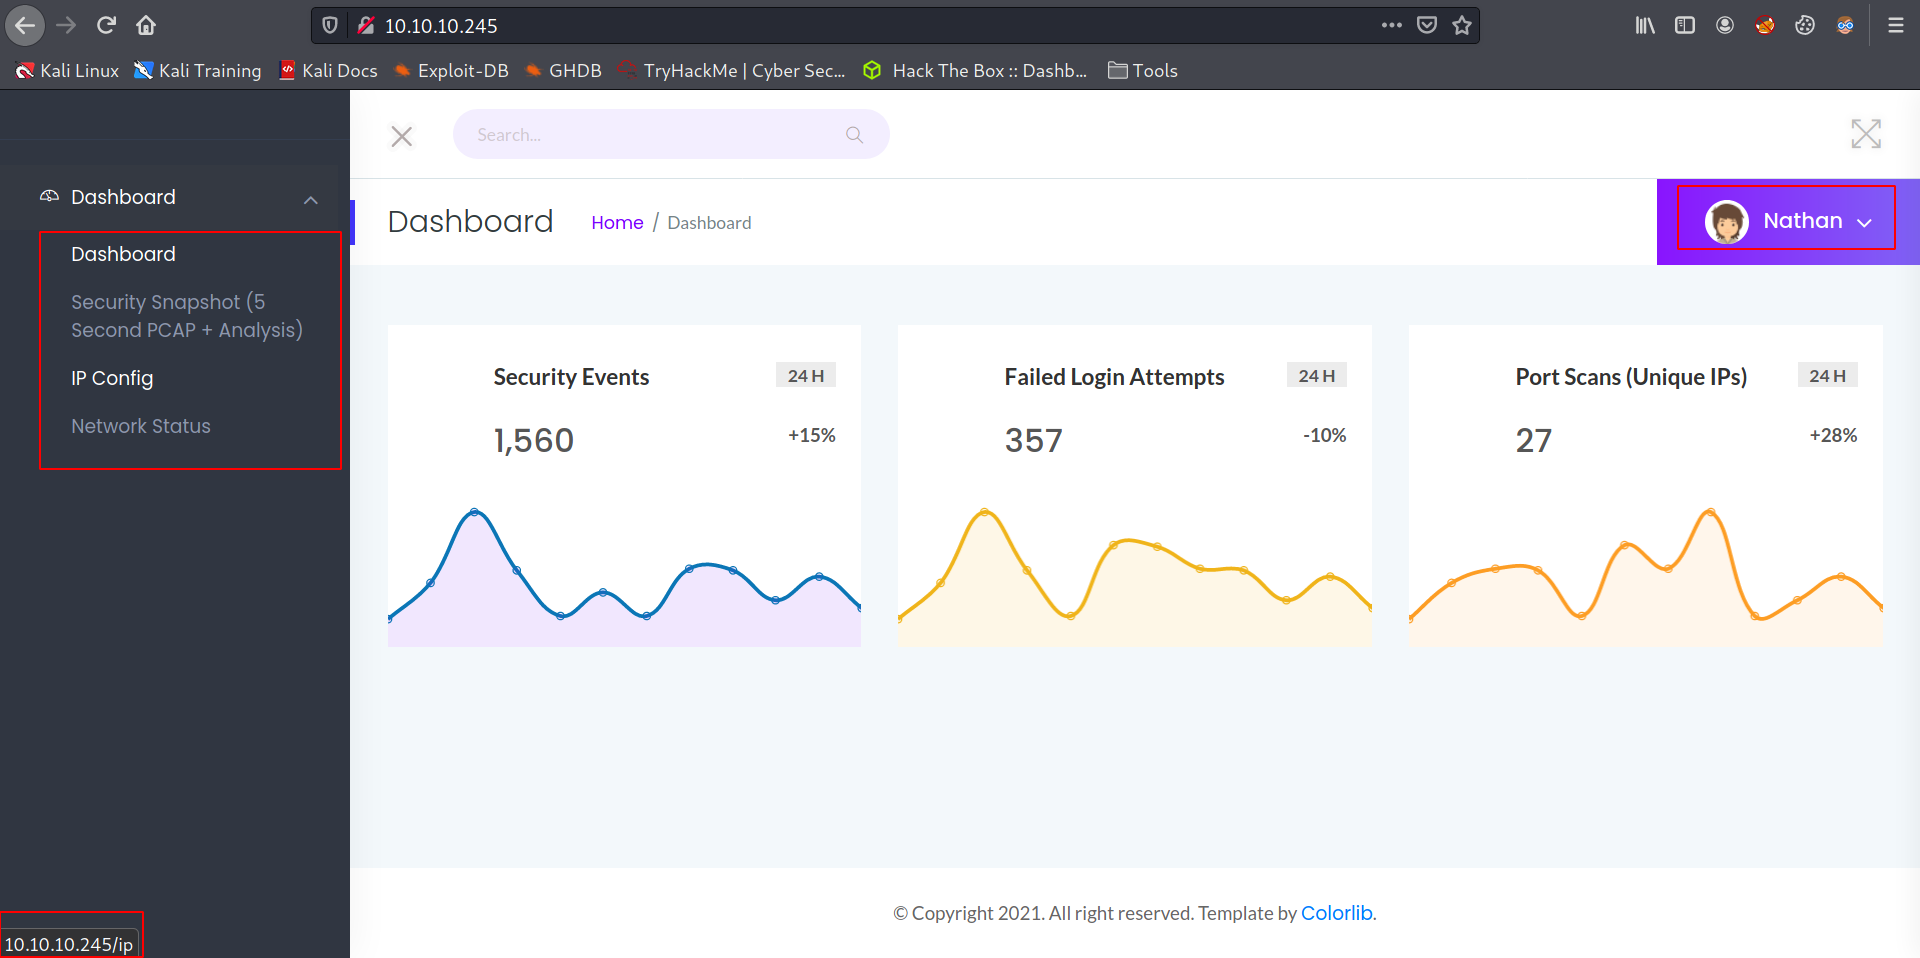 10.10.10.245
Kali Linux Kali Training Kali Docs Exploit-DB GHDB TryHackMe | Cyber Sec... Hack The Box :: Dashb... Tools
Search...
Dashboard
Dashboard
Security Snapshot (5
Second PCAP + Analysis)
IP Config
Network Status
Dashboard Home / Dashboard Nathan
Security Events 24 H
1,560 +15%
Failed Login Attempts 24 H
357 -10%
Port Scans (Unique IPs) 24 H
27 +28%
© Copyright 2021. All right reserved. Template by Colorlib.
10.10.10.245/ip